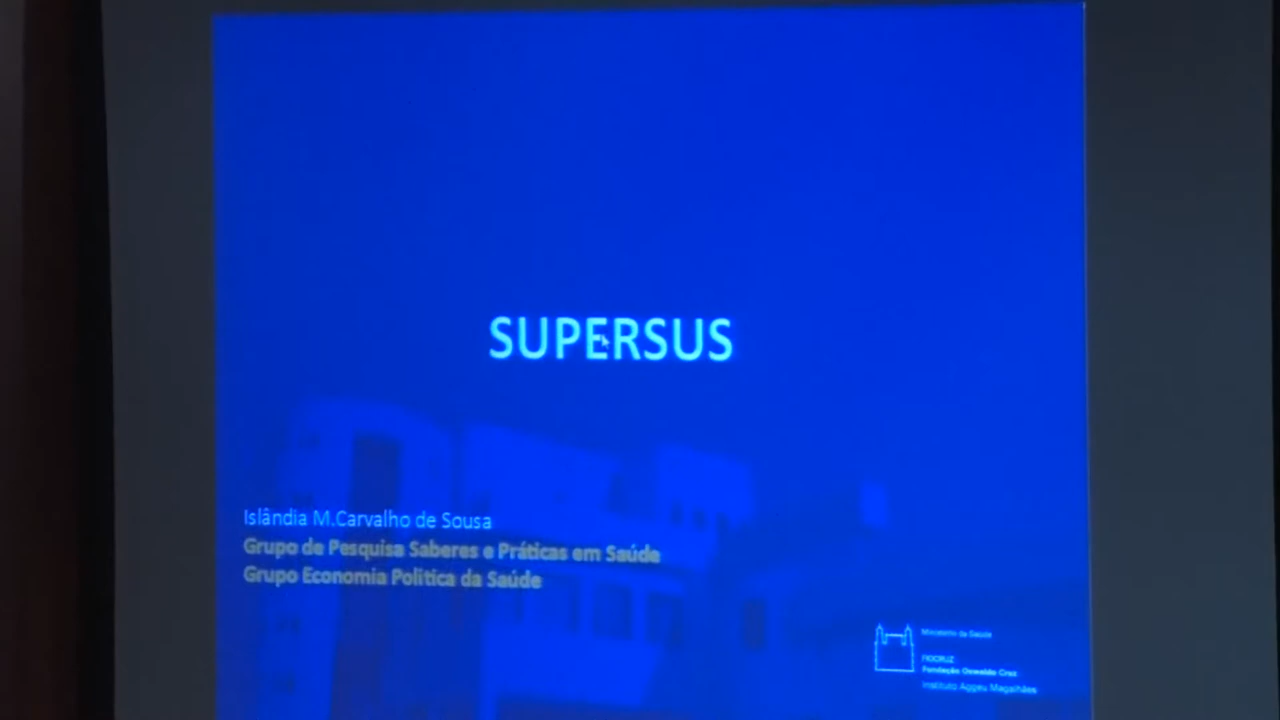 SUPERSUS
Islândia M.Carvalho de Sousa
Grupo de Pesquisa Saberes e Práticas em Saúde
Grupo Economia Politica da Saúde
Ministério da Saúde
FIOCRUZ
Fundação Oswaldo Cruz
Instituto Aggeu Magalhães